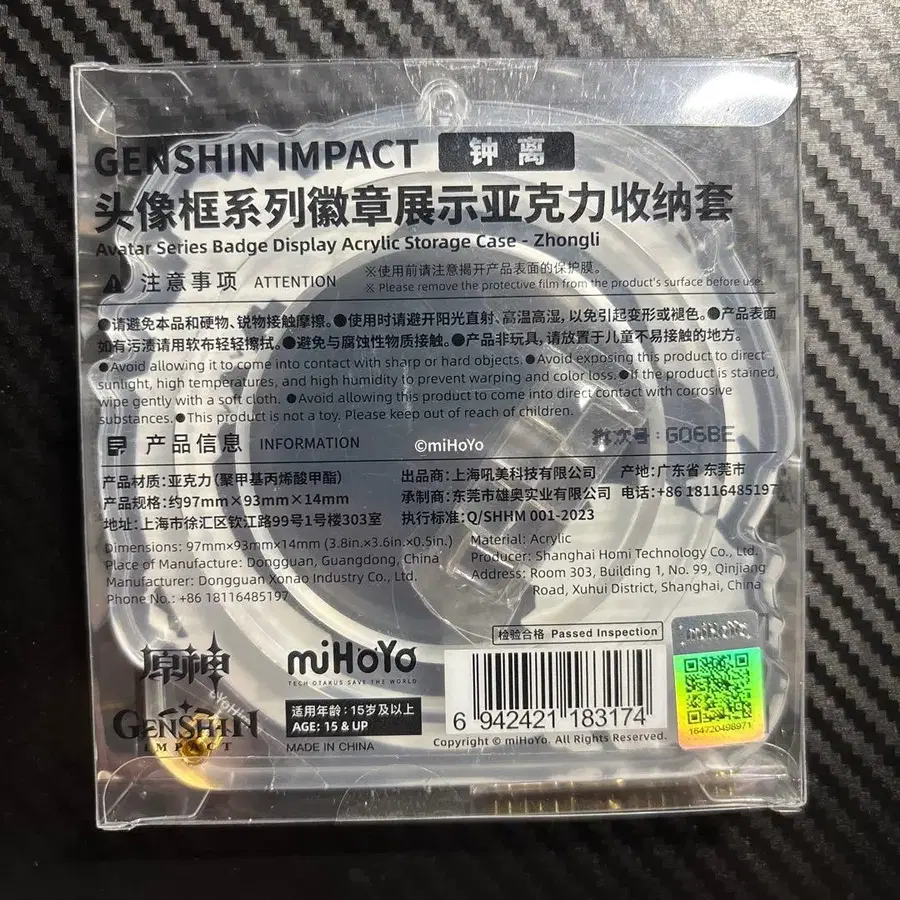 GENSHIN IMPACT 钟离
头像框系列徽章展示亚克力收纳套
Avatar Series Badge Display Acrylic Storage Case - Zhongli
注意事项 ATTENTION
※使用前请注意揭开产品表面的保护膜。
※ Please remove the protective film from the product's surface before use.
●请避免本品和硬物、锐物接触摩擦。●使用时请避开阳光直射、高温高湿，以免引起变形或褪色。●产品表面
如有污渍请用软布轻轻擦拭。●避免与腐蚀性物质接触。●产品非玩具，请放置于儿童不易接触的地方。
●Avoid allowing it to come into contact with sharp or hard objects. ●Avoid exposing this product to direct
sunlight, high temperatures, and high humidity to prevent warping and color loss. ●If the product is stained,
wipe gently with a soft cloth. ●Avoid allowing this product to come into direct contact with corrosive
substances. ●This product is not a toy. Please keep out of reach of children.
产品信息 INFORMATION
©miHoYo
批次号：G06BE
产品材质：亚克力（聚甲基丙烯酸甲酯） 出品商：上海吼美科技有限公司 产地：广东省 东莞市
产品规格：约97mm×93mm×14mm 承制商：东莞市雄奥实业有限公司 电话：+86 18116485197
地址：上海市徐汇区钦江路99号1号楼303室 执行标准：Q/SHHM 001-2023
Dimensions: 97mm×93mm×14mm (3.8in.×3.6in.×0.5in.) Material: Acrylic
Place of Manufacture: Dongguan, Guangdong, China Producer: Shanghai Homi Technology Co., Ltd.
Manufacturer: Dongguan Xonao Industry Co., Ltd. Address: Room 303, Building 1, No. 99, Qinjiang
Phone No.: +86 18116485197 Road, Xuhui District, Shanghai, China
检验合格 Passed Inspection
原神
GENSHIN
IMPACT
miHoYo
TECH OTAKUS SAVE THE WORLD
适用年龄：15岁及以上
AGE: 15 & UP
MADE IN CHINA
6 942421 183174
Copyright © miHoYo. All Rights Reserved.
miHoYo
164720498971